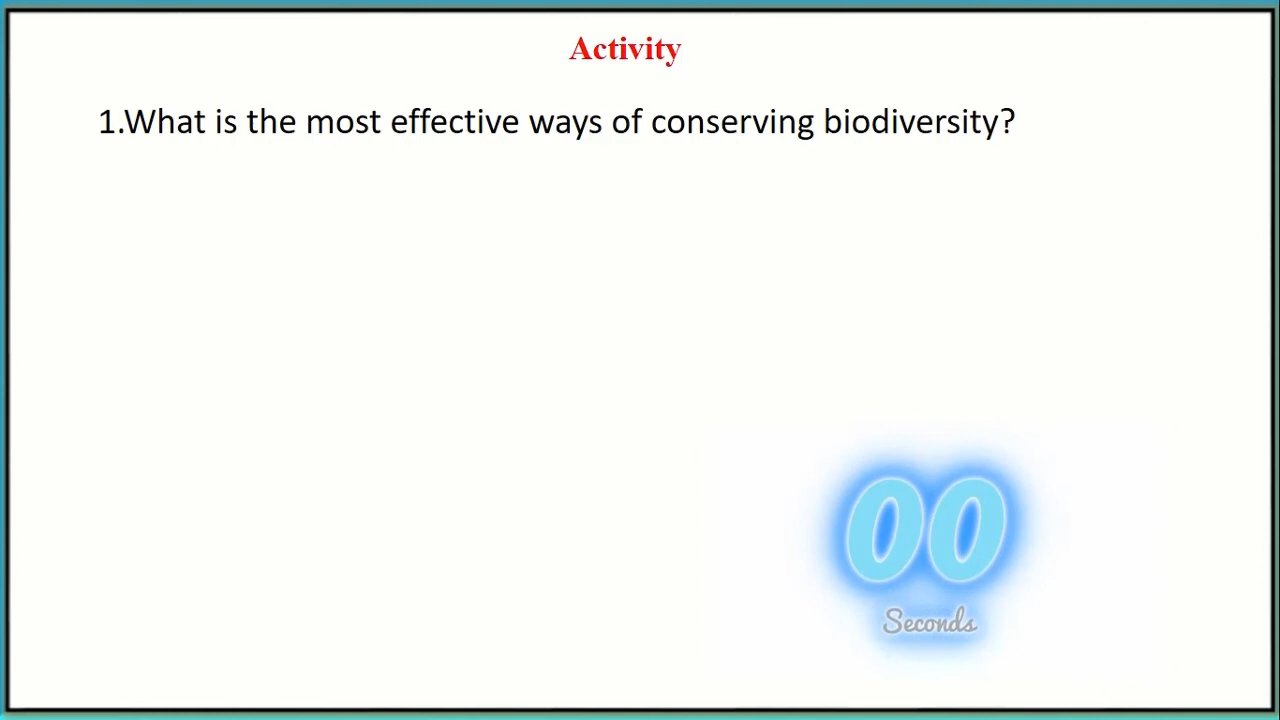 Activity
1.What is the most effective ways of conserving biodiversity?
00
Seconds